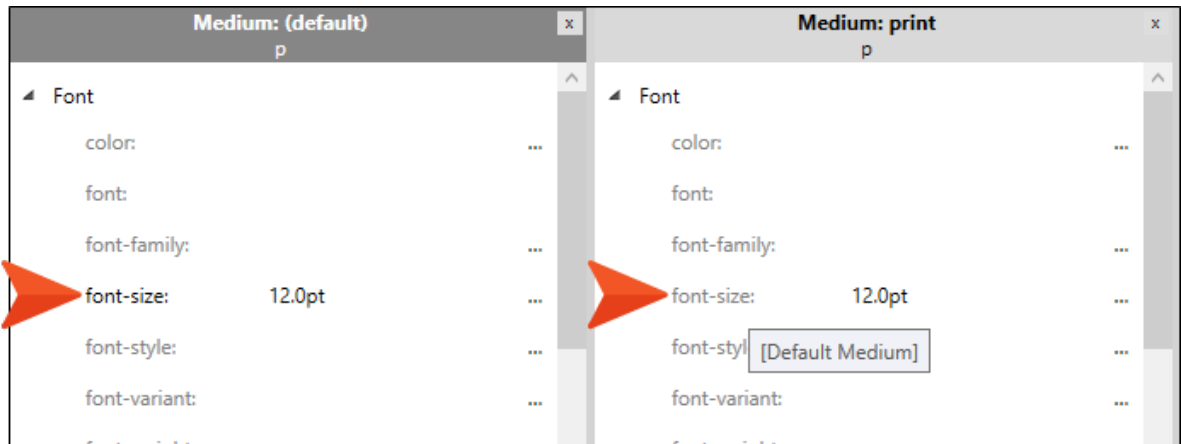 Medium: (default)
x
p
Font
color:
...
font:
font-family:
...
font-size: 12.0pt
...
font-style:
...
font-variant:
...
Medium: print
x
p
Font
color:
...
font:
font-family:
...
font-size: 12.0pt
...
font-styl
...
[Default Medium]
font-variant:
...